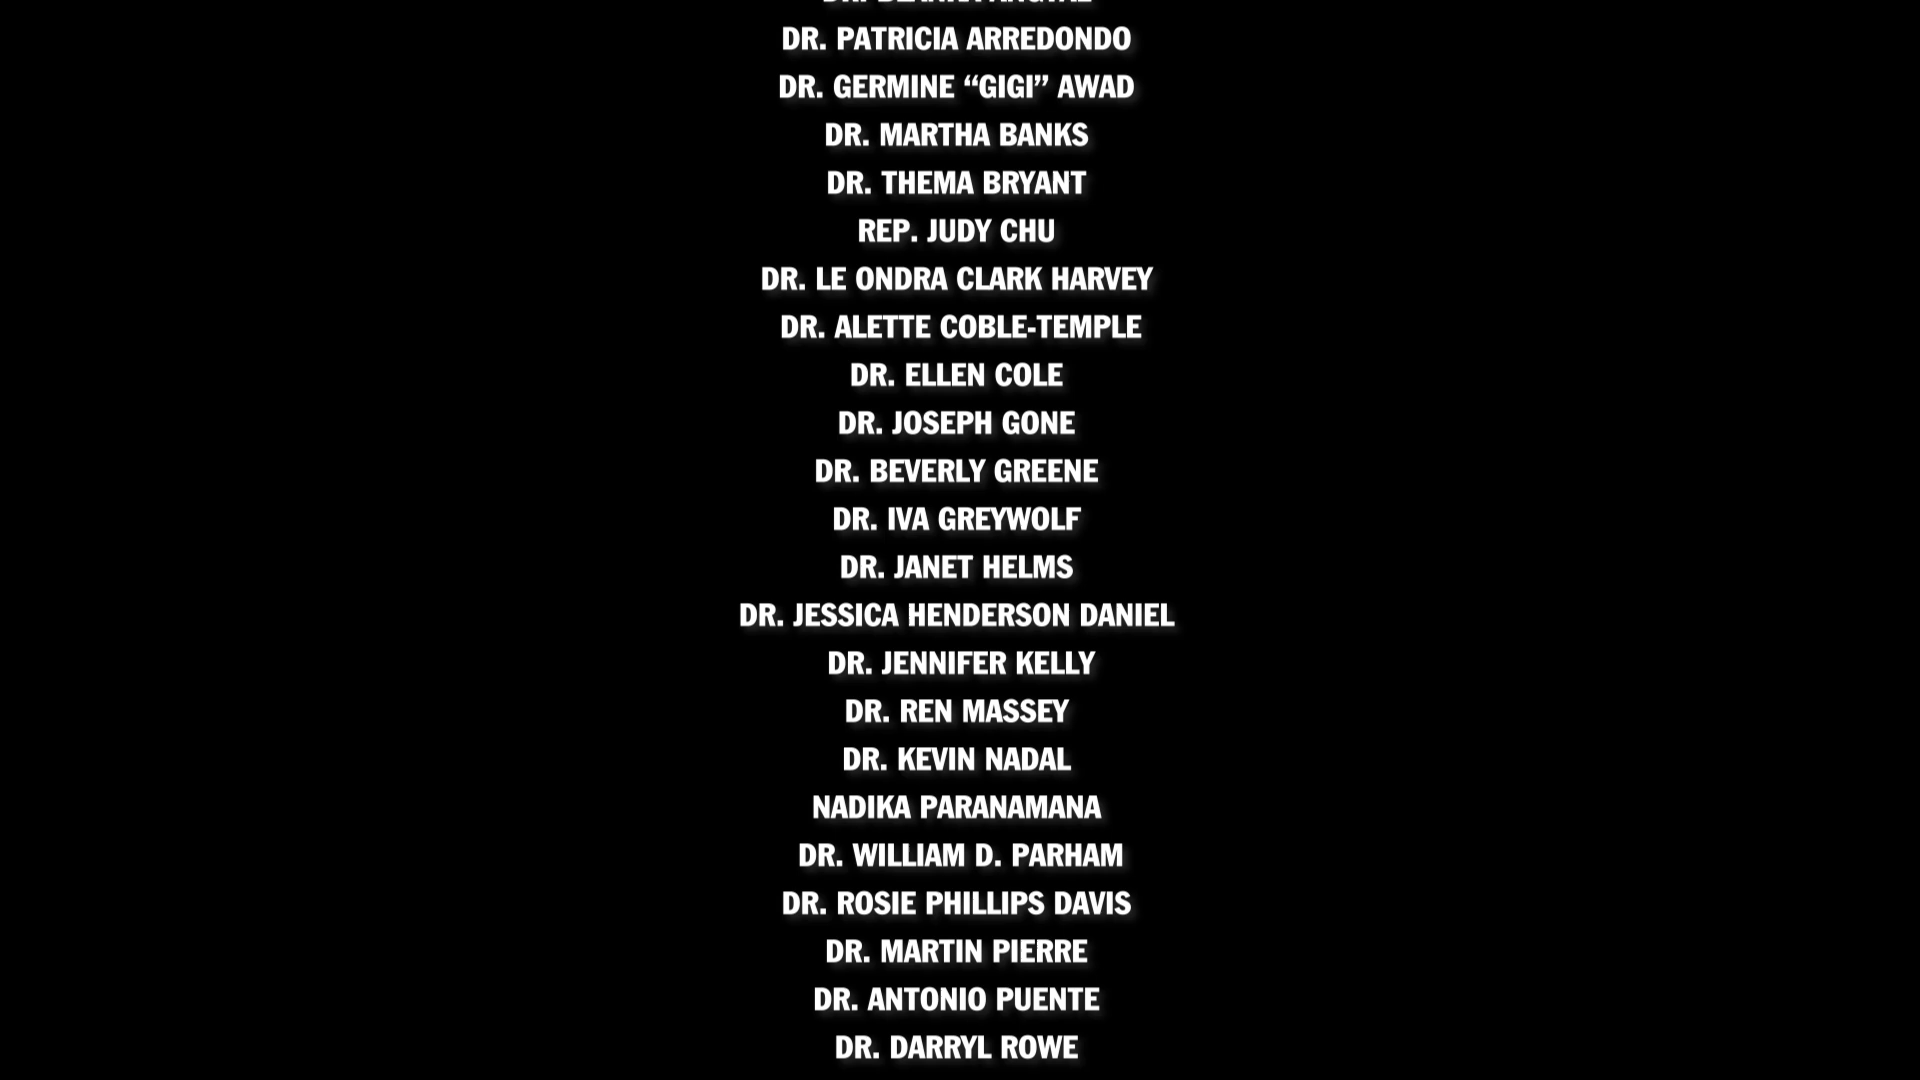 DR. PATRICIA ARREDONDO
DR. GERMINE “GIGI” AWAD
DR. MARTHA BANKS
DR. THEMA BRYANT
REP. JUDY CHU
DR. LE ONDRA CLARK HARVEY
DR. ALETTE COBLE-TEMPLE
DR. ELLEN COLE
DR. JOSEPH GONE
DR. BEVERLY GREENE
DR. IVA GREYWOLF
DR. JANET HELMS
DR. JESSICA HENDERSON DANIEL
DR. JENNIFER KELLY
DR. REN MASSEY
DR. KEVIN NADAL
NADIKA PARANAMANA
DR. WILLIAM D. PARHAM
DR. ROSIE PHILLIPS DAVIS
DR. MARTIN PIERRE
DR. ANTONIO PUENTE
DR. DARRYL ROWE